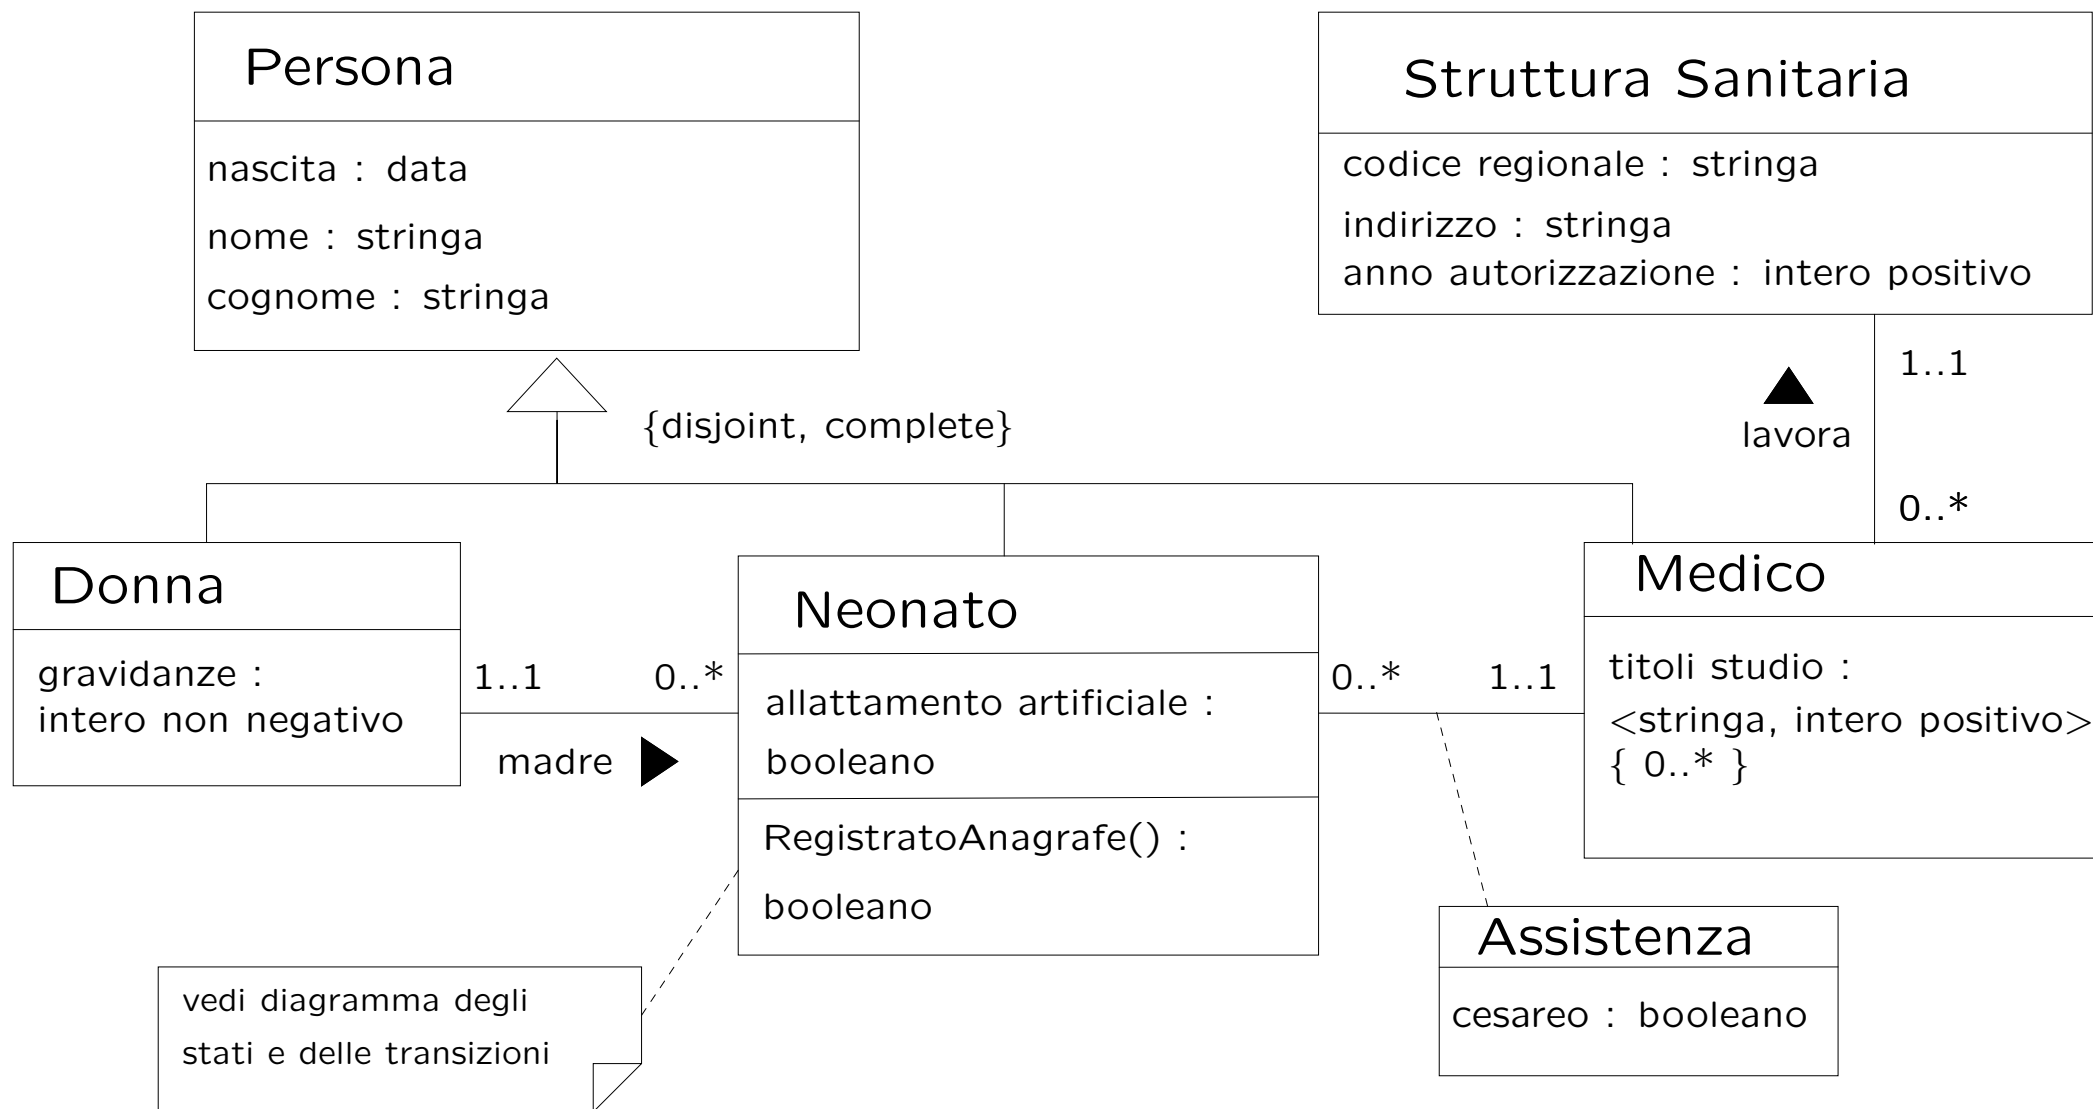 Persona
nascita : data
nome : stringa
cognome : stringa
Struttura Sanitaria
codice regionale : stringa
indirizzo : stringa
anno autorizzazione : intero positivo
{disjoint, complete}
1..1
lavora
0..*
Donna
gravidanze :
intero non negativo
1..1 0..*
madre
Neonato
allattamento artificiale :
booleano
RegistratoAnagrafe() :
booleano
0..* 1..1
Medico
titoli studio :
<stringa, intero positivo>
{ 0..* }
Assistenza
cesareo : booleano
vedi diagramma degli
stati e delle transizioni